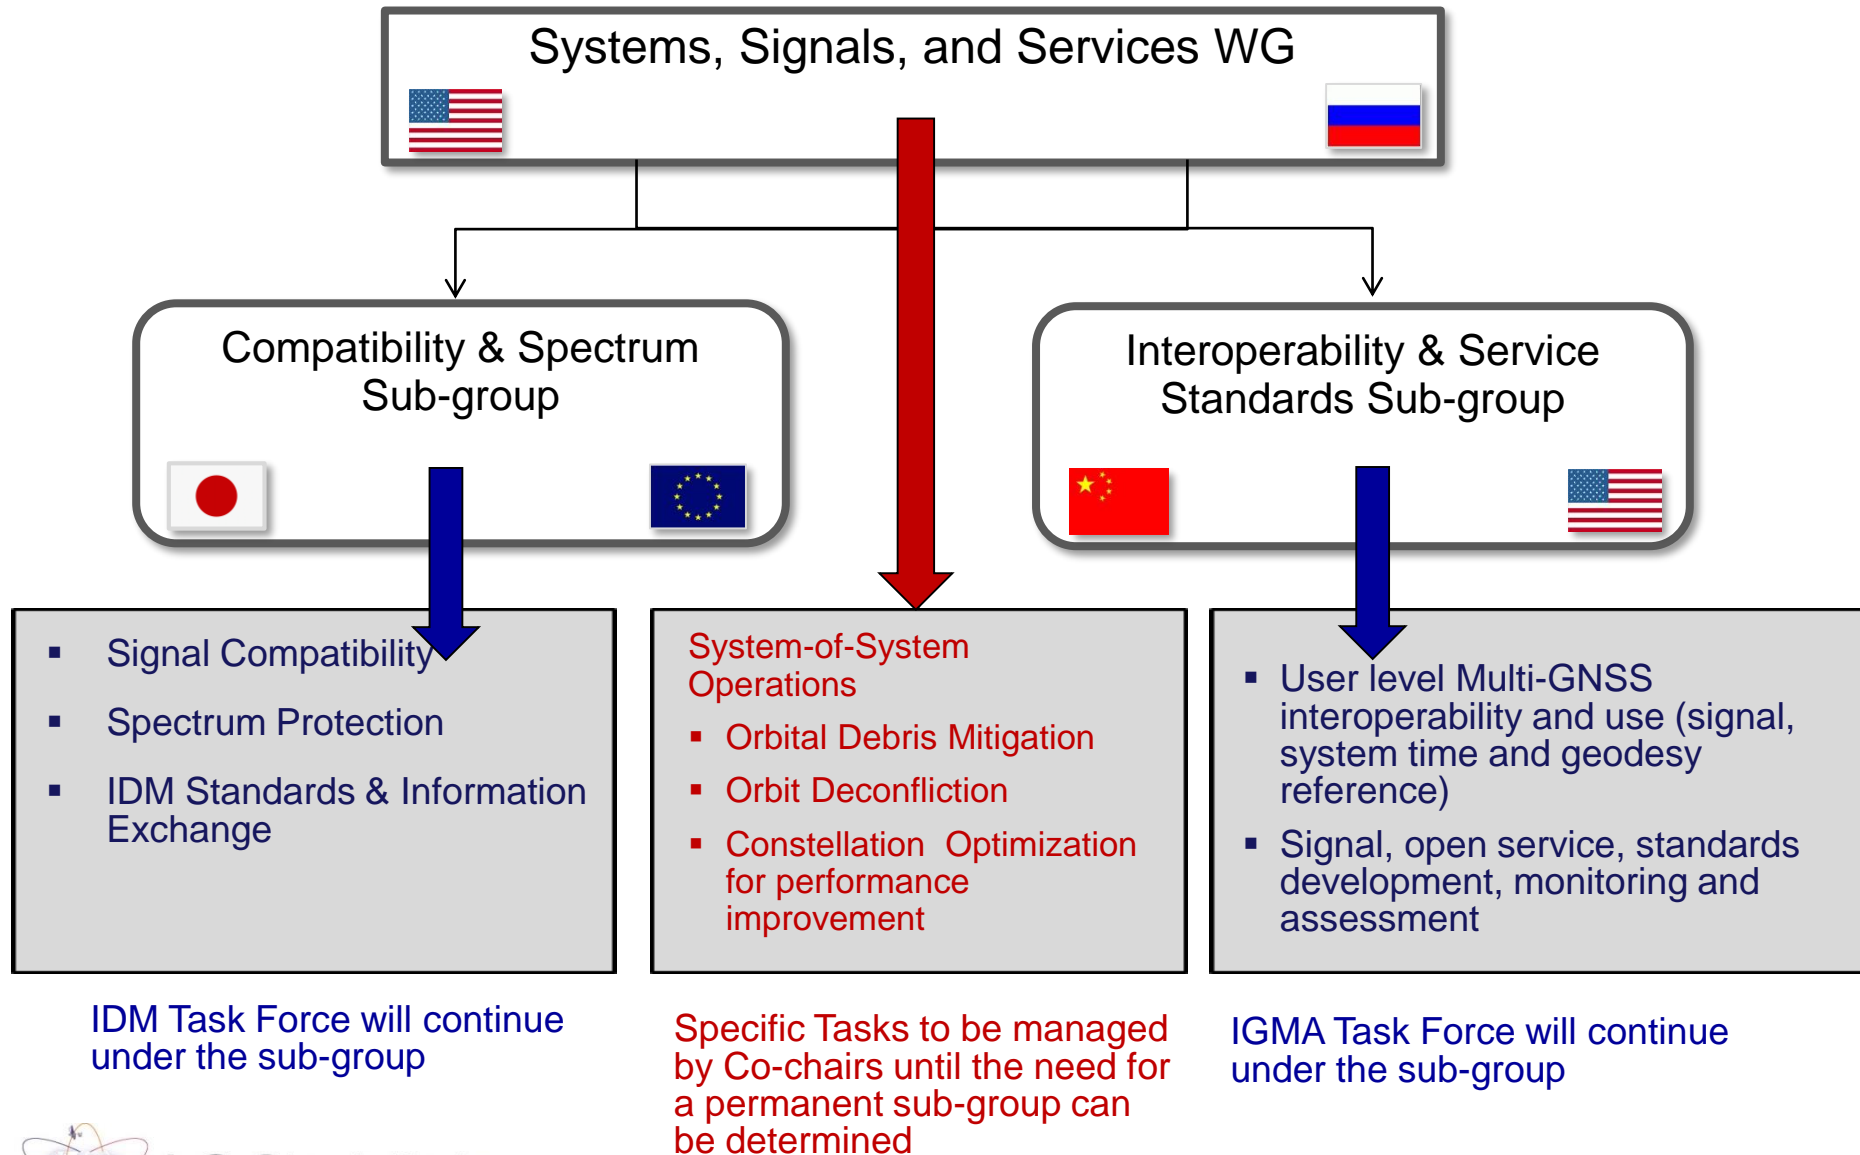 Systems, Signals, and Services WG
Compatibility & Spectrum
Sub-group
Interoperability & Service
Standards Sub-group
▪ Signal Compatibility
▪ Spectrum Protection
▪ IDM Standards & Information
Exchange
System-of-System
Operations
▪ Orbital Debris Mitigation
▪ Orbit Deconfliction
▪ Constellation Optimization
for performance
improvement
▪ User level Multi-GNSS
interoperability and use (signal,
system time and geodesy
reference)
▪ Signal, open service, standards
development, monitoring and
assessment
IDM Task Force will continue
under the sub-group
Specific Tasks to be managed
by Co-chairs until the need for
a permanent sub-group can
be determined
IGMA Task Force will continue
under the sub-group